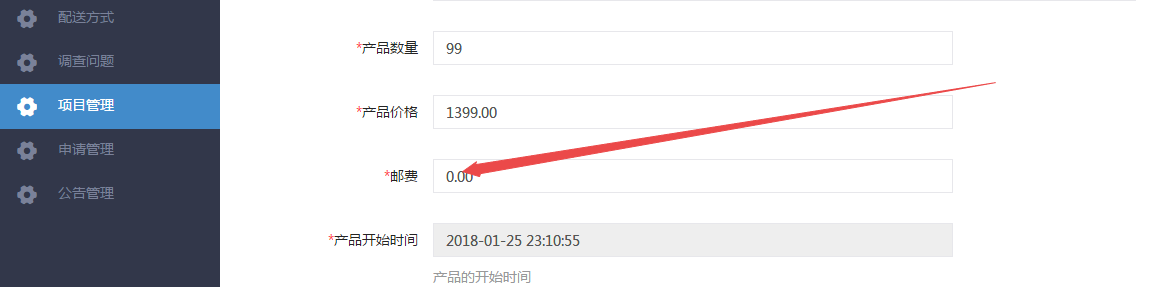 配送方式
调查问题
项目管理
申请管理
公告管理
*产品数量 99
*产品价格 1399.00
*邮费 0.00
*产品开始时间 2018-01-25 23:10:55
产品的开始时间